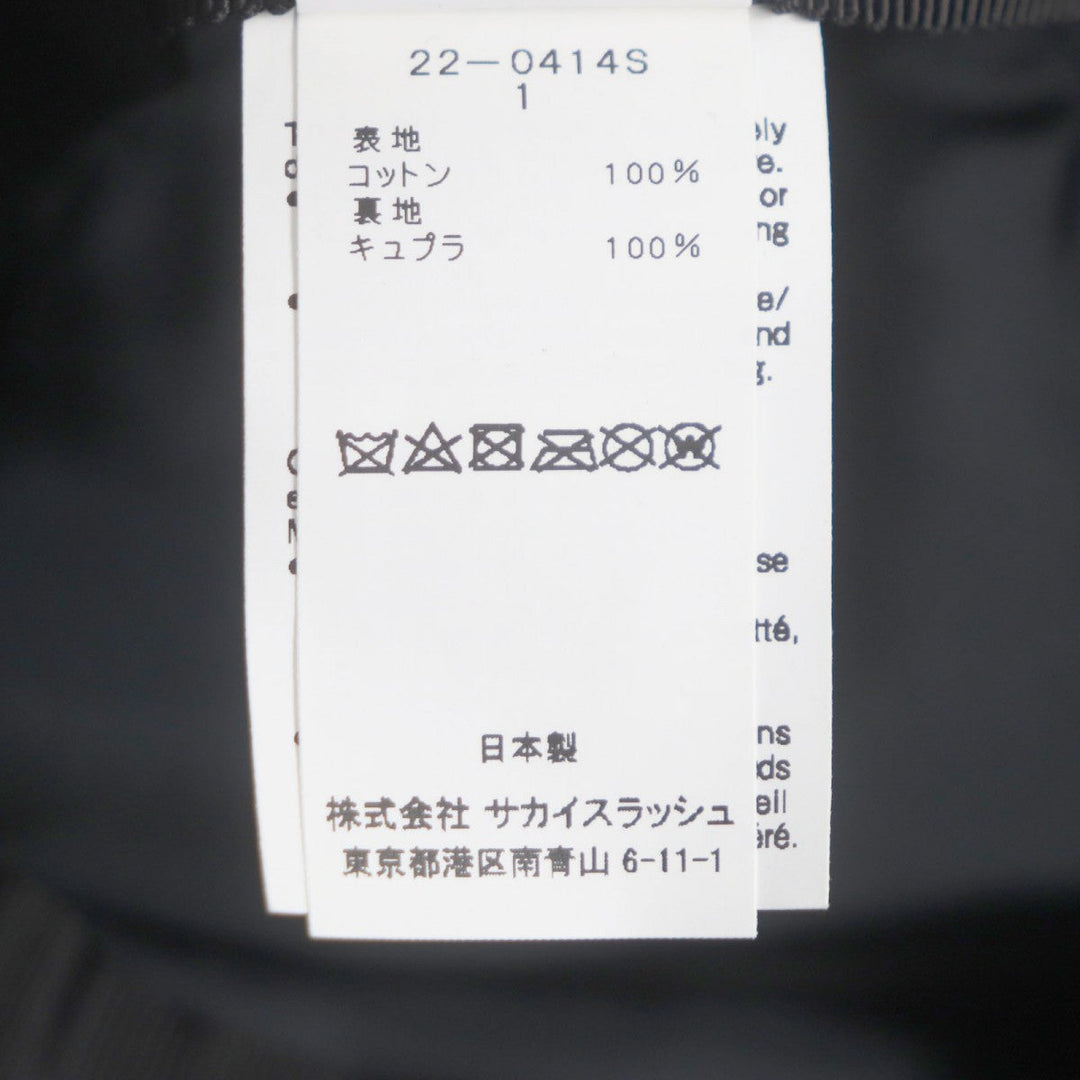 22-0414S
1
表地
コットン 100%
裏地
キュプラ 100%
W
日本製
株式会社 サカイスラッシュ
東京都港区南青山 6-11-1
or